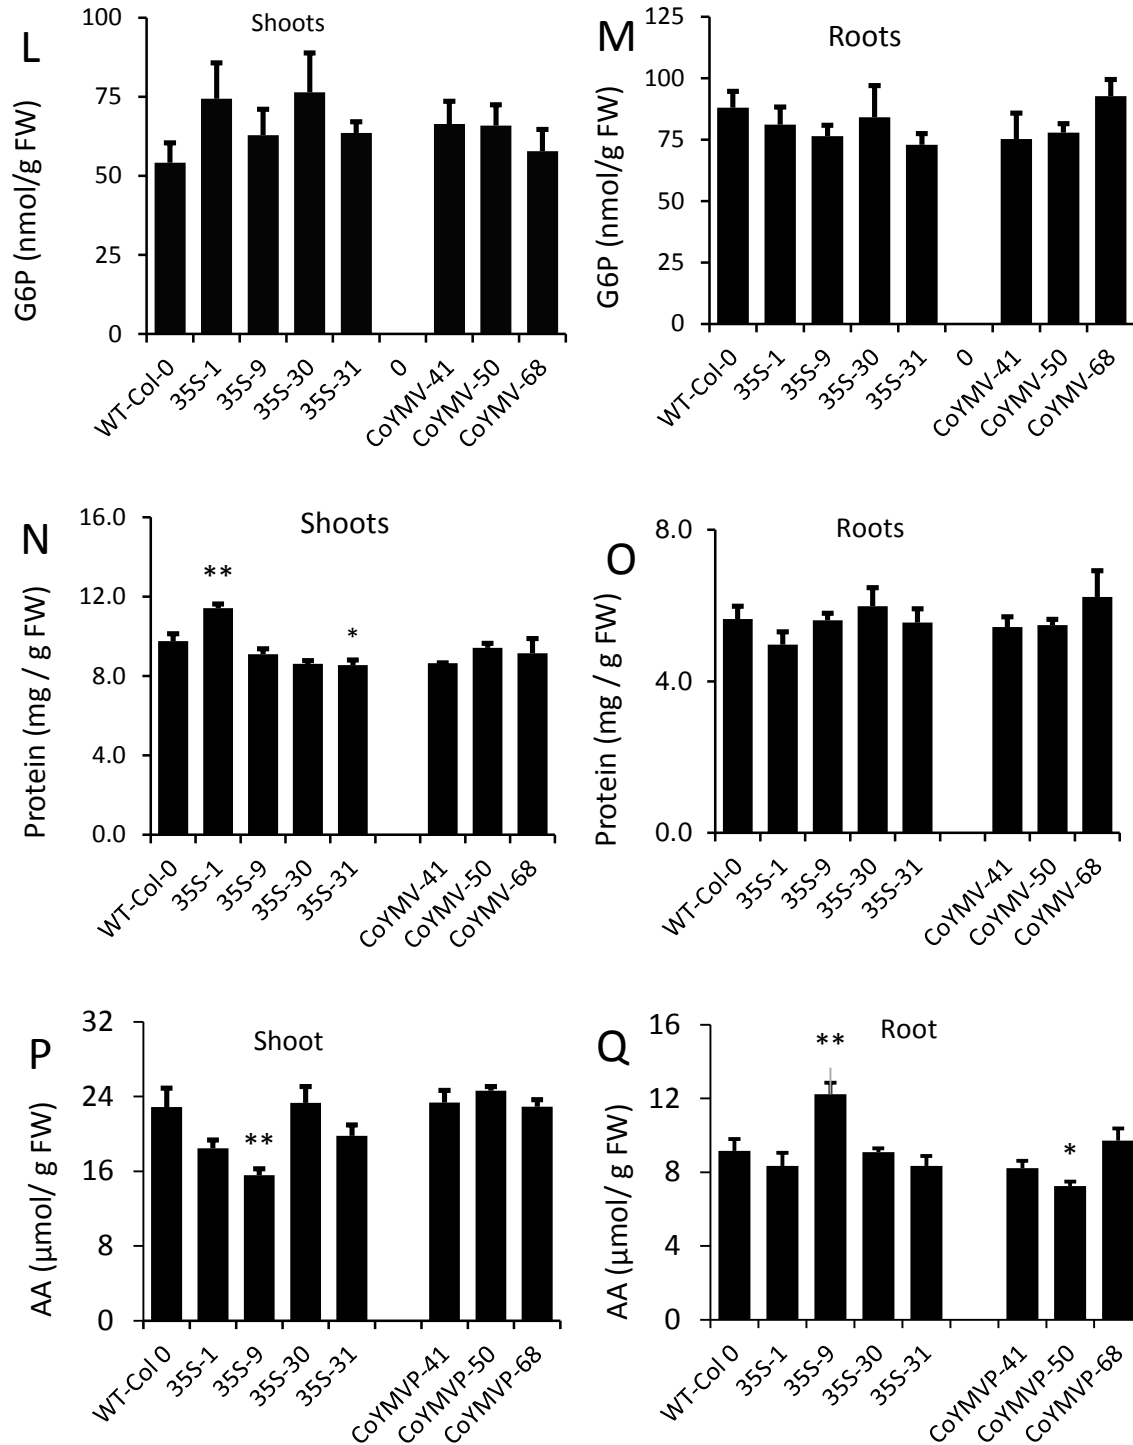 L
Shoots
G6P (nmol/g FW)
100
75
50
25
0
WT-Col-0
35S-1
35S-9
35S-30
35S-31
0
CoYMV-41
CoYMV-50
CoYMV-68
M
Roots
G6P (nmol/g FW)
125
100
75
50
25
0
WT-Col-0
35S-1
35S-9
35S-30
35S-31
0
CoYMV-41
CoYMV-50
CoYMV-68
N
Shoots
Protein (mg / g FW)
16.0
12.0
8.0
4.0
0.0
**
*
WT-Col-0
35S-1
35S-9
35S-30
35S-31
CoYMV-41
CoYMV-50
CoYMV-68
O
Roots
Protein (mg / g FW)
8.0
4.0
0.0
WT-Col-0
35S-1
35S-9
35S-30
35S-31
CoYMV-41
CoYMV-50
CoYMV-68
P
Shoot
AA (µmol/ g FW)
32
24
16
8
0
**
WT-Col 0
35S-1
35S-9
35S-30
35S-31
CoYMVP-41
CoYMVP-50
CoYMVP-68
Q
Root
AA (µmol/ g FW)
16
12
8
4
0
**
*
WT-Col 0
35S-1
35S-9
35S-30
35S-31
CoYMVP-41
CoYMVP-50
CoYMVP-68